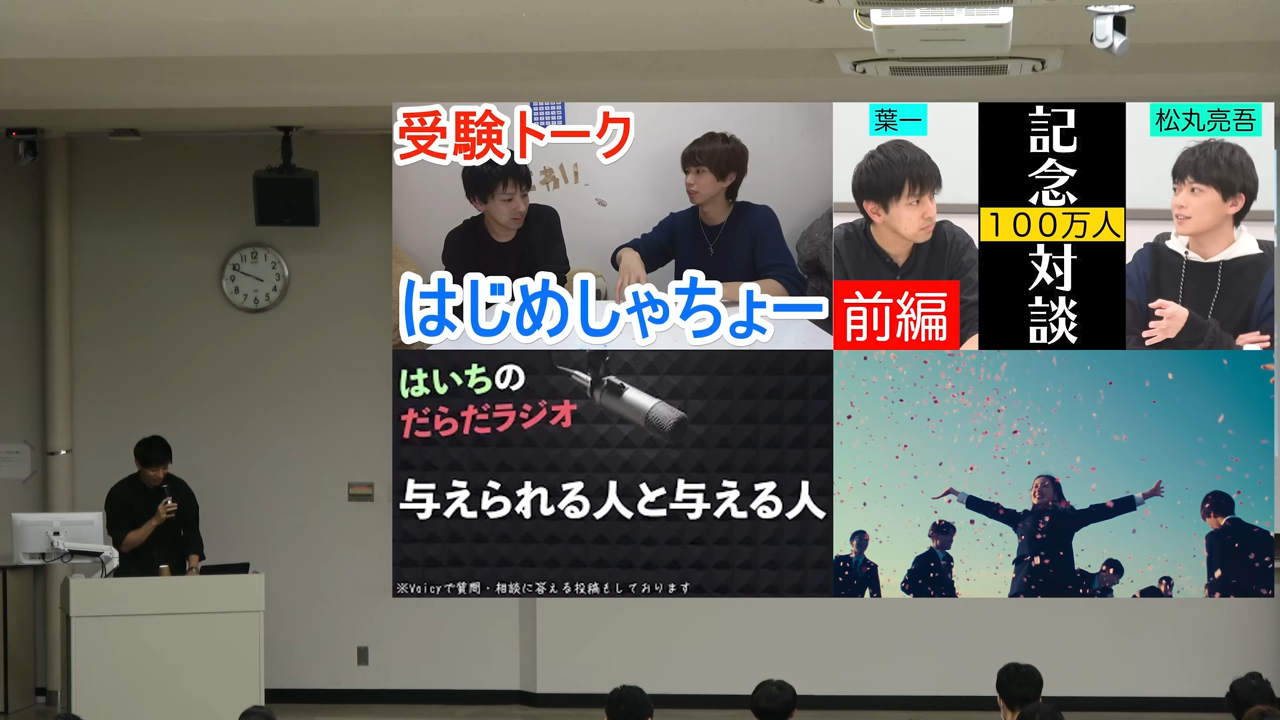 受験トーク
はじめしゃちょー
葉一
前編
記念
100万人
対談
松丸亮吾
はいちの
だらだラジオ
与えられる人と与える人
※Voicyで質問・相談に答える投稿もしております